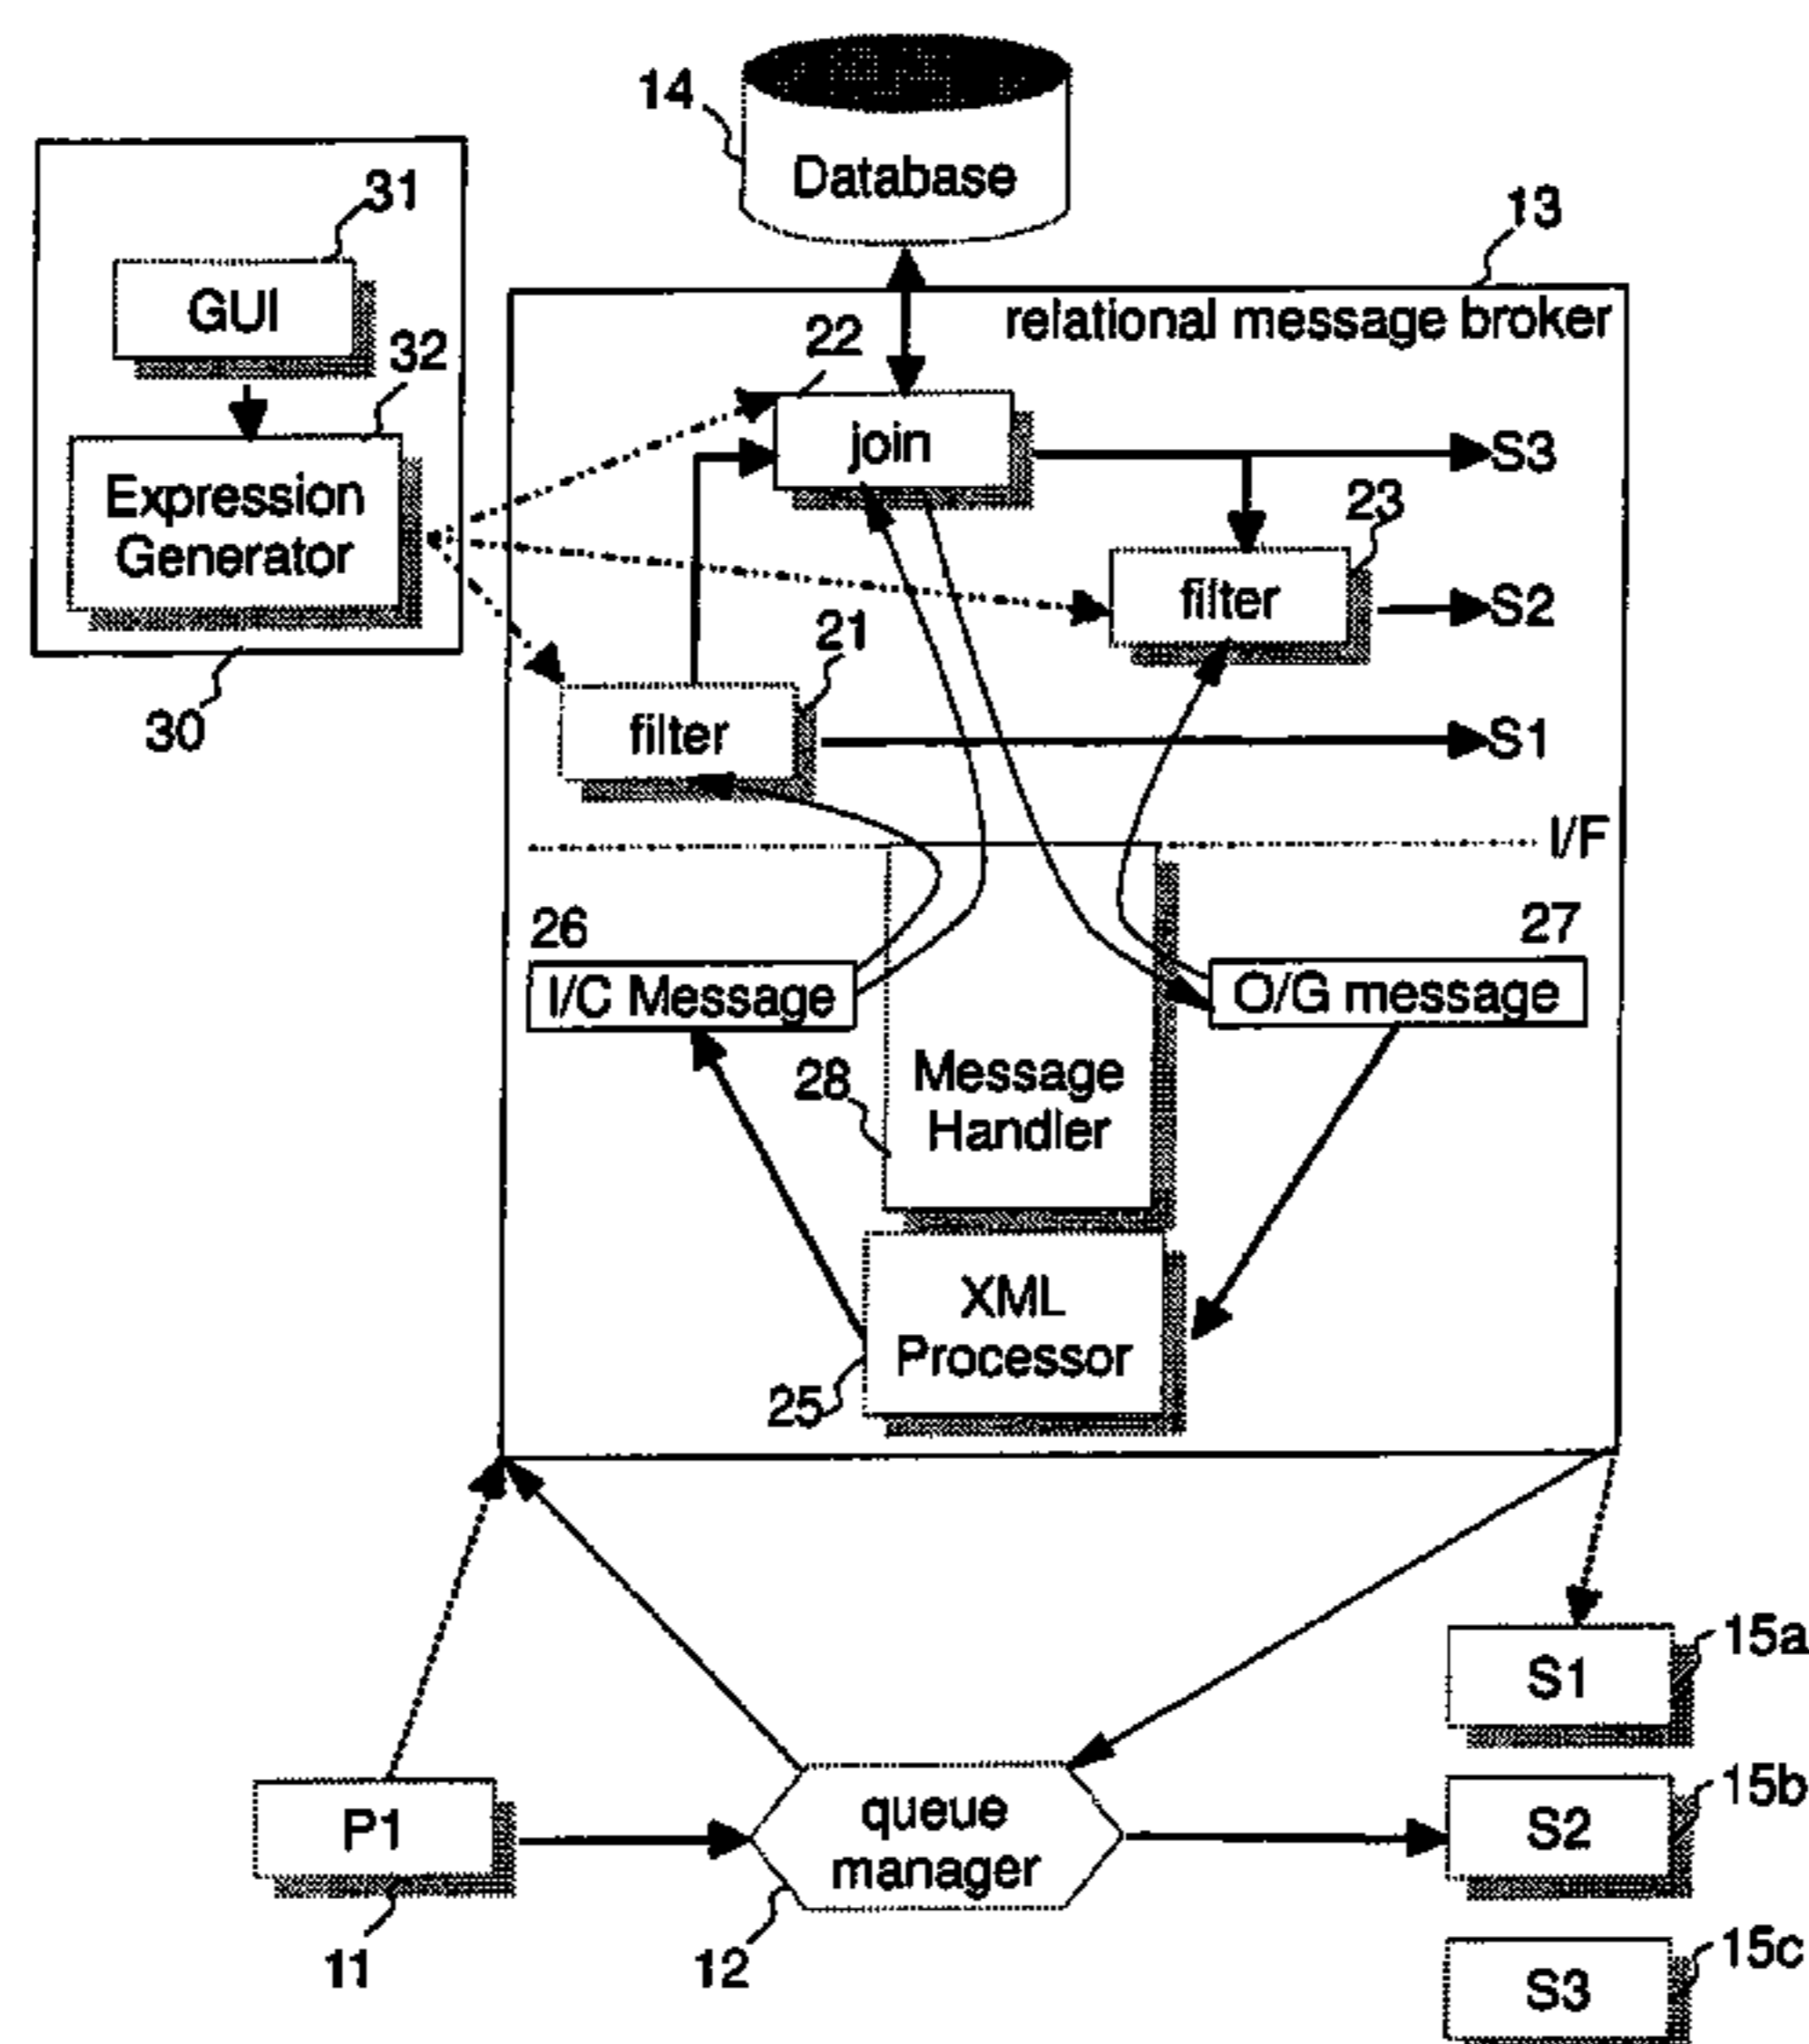 14
Database
31
GUI
32
Expression
Generator
30
13
relational message broker
22
join
S3
23
filter
S2
21
filter
S1
I/F
26
I/C Message
27
O/G message
28
Message
Handler
XML
Processor
25
P1
11
queue
manager
12
S1
15a
S2
15b
S3
15c